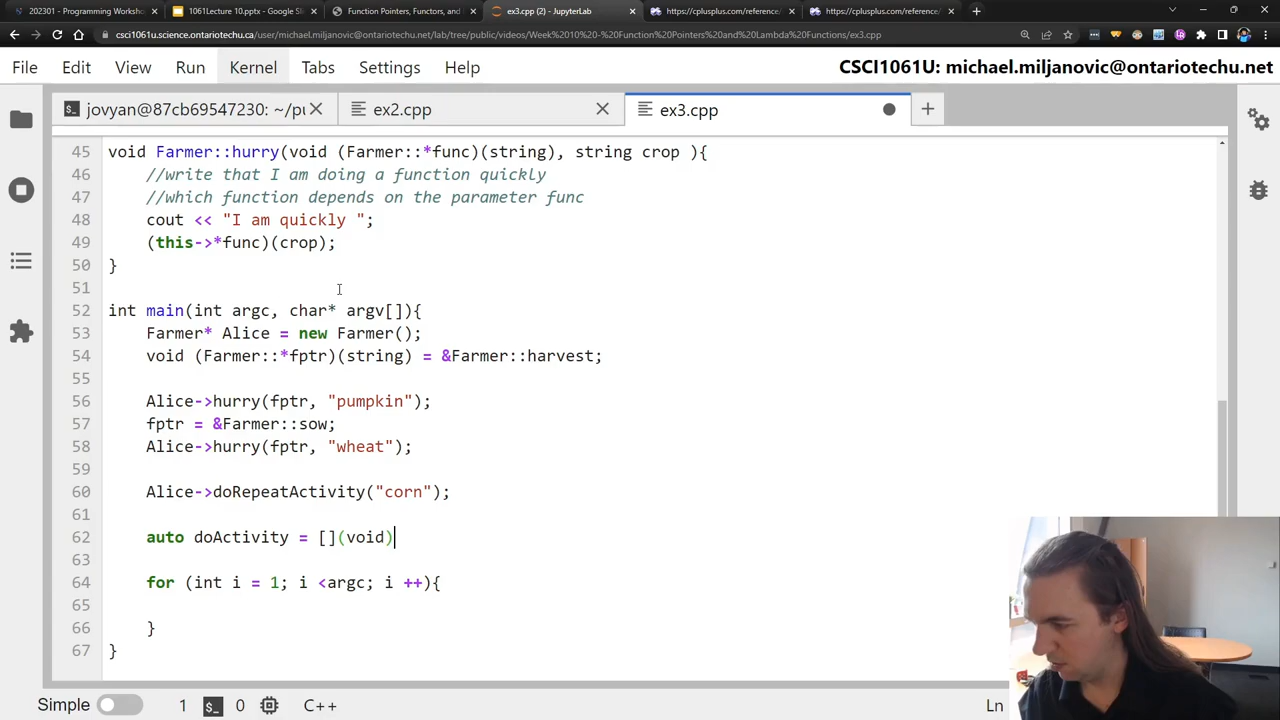 202301 - Programming Worksh
1061Lecture 10.pptx - Google Sl
Function Pointers, Functors, and
ex3.cpp (2) - JupyterLab
https://cplusplus.com/reference/
https://cplusplus.com/reference/
csci1061u.science.ontariotechu.ca/user/michael.miljanovic@ontariotechu.net/lab/tree/public/videos/Week%2010%20-%20Function%20Pointers%20and%20Lambda%20Functions/ex3.cpp
File Edit View Run Kernel Tabs Settings Help CSCI1061U: michael.miljanovic@ontariotechu.net
jovyan@87cb69547230: ~/pu ex2.cpp ex3.cpp
45 void Farmer::hurry(void (Farmer::*func)(string), string crop ){
46 //write that I am doing a function quickly
47 //which function depends on the parameter func
48 cout << "I am quickly ";
49 (this->*func)(crop);
50 }
51
52 int main(int argc, char* argv[]){
53 Farmer* Alice = new Farmer();
54 void (Farmer::*fptr)(string) = &Farmer::harvest;
55
56 Alice->hurry(fptr, "pumpkin");
57 fptr = &Farmer::sow;
58 Alice->hurry(fptr, "wheat");
59
60 Alice->doRepeatActivity("corn");
61
62 auto doActivity = [](void)
63
64 for (int i = 1; i <argc; i ++){
65
66 }
67 }
Simple 1 0 C++ Ln